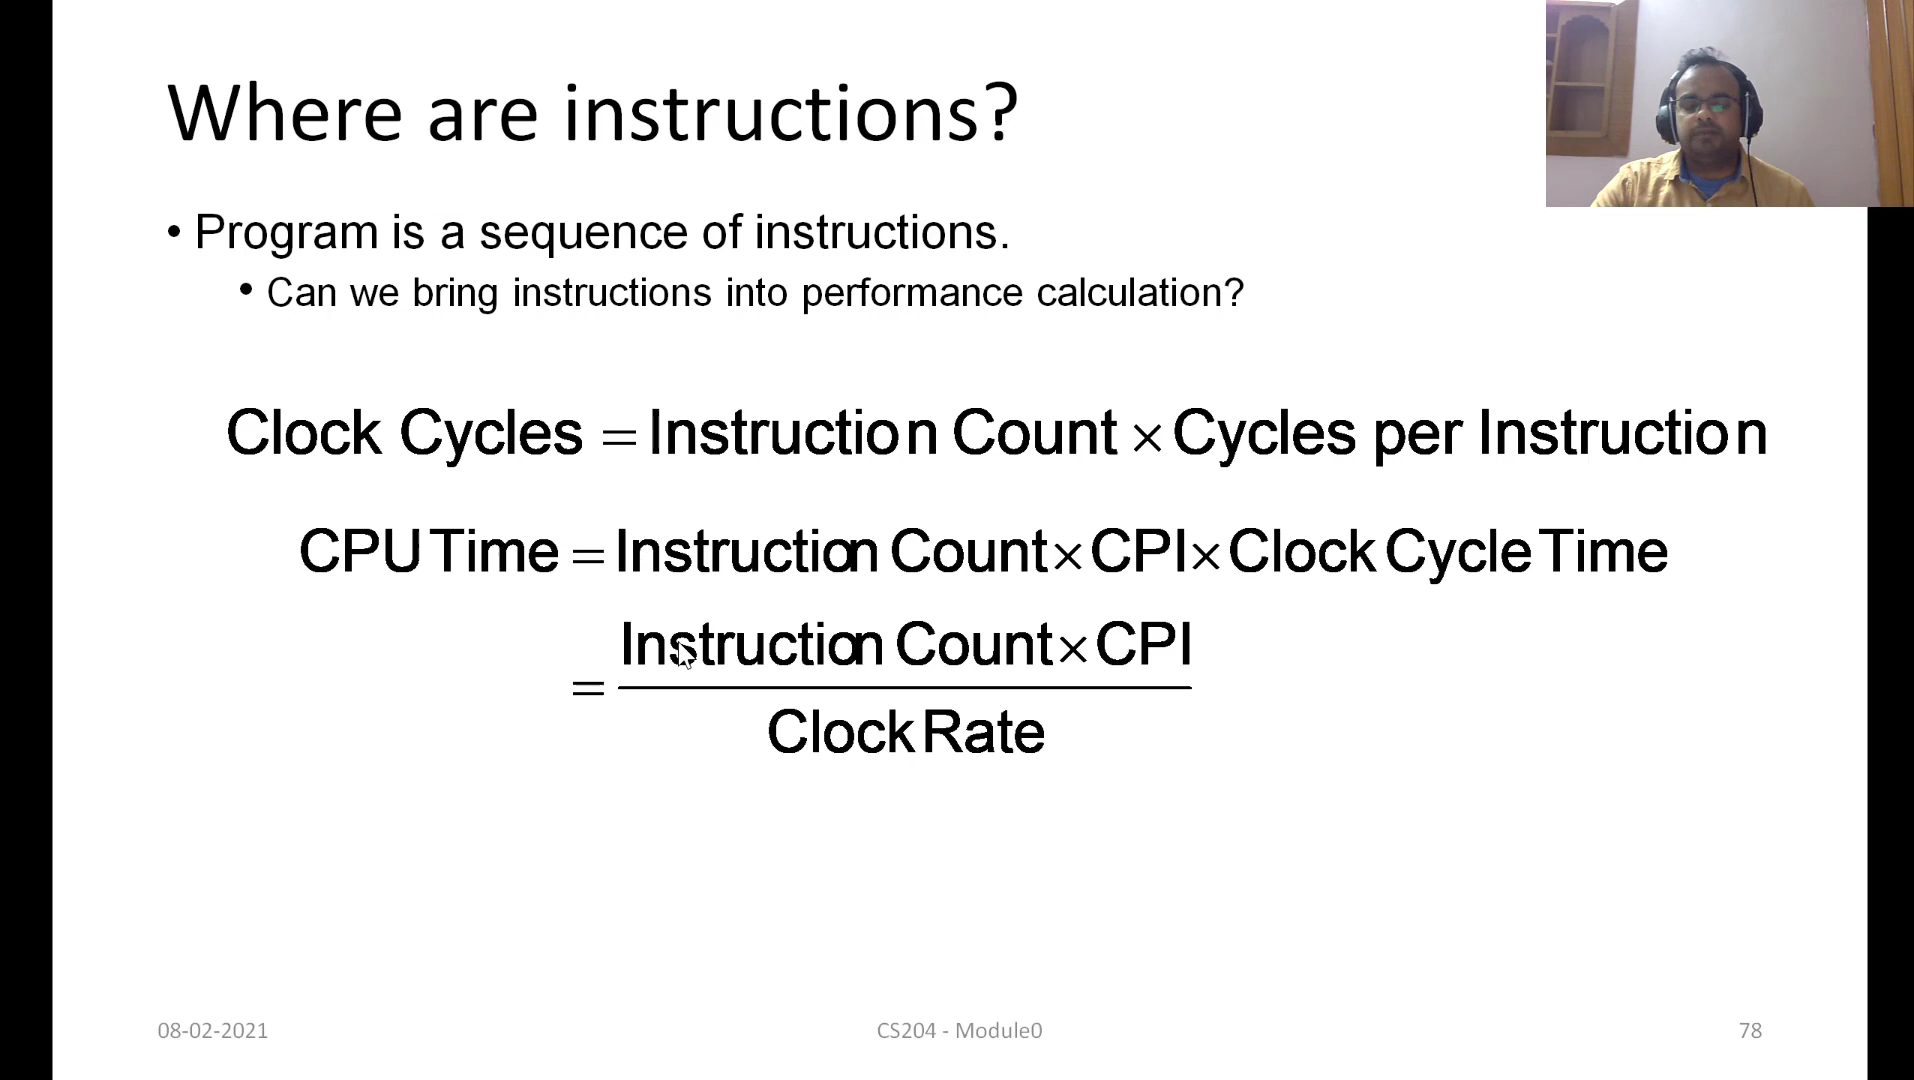 Where are instructions?
• Program is a sequence of instructions.
• Can we bring instructions into performance calculation?
Clock Cycles = Instruction Count × Cycles per Instruction
CPU Time = Instruction Count × CPI × Clock Cycle Time
= Instruction Count × CPI
Clock Rate
08-02-2021 CS204 - Module0 78